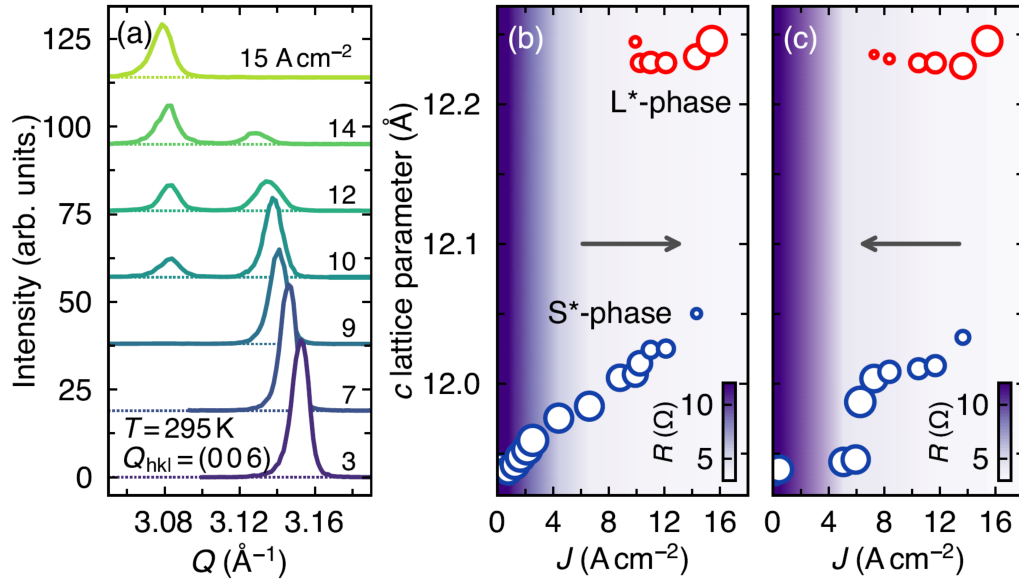 (a)
15 A cm−2
14
12
10
9
7
3
T = 295 K
Qhkl = (0 0 6)
125
100
75
50
25
0
Intensity (arb. units.)
3.08 3.12 3.16
Q (Å−1)
(b)
L*-phase
S*-phase
12.2
12.1
12.0
c lattice parameter (Å)
10
5
R (Ω)
0 4 8 12 16
J (A cm−2)
(c)
10
5
R (Ω)
0 4 8 12 16
J (A cm−2)